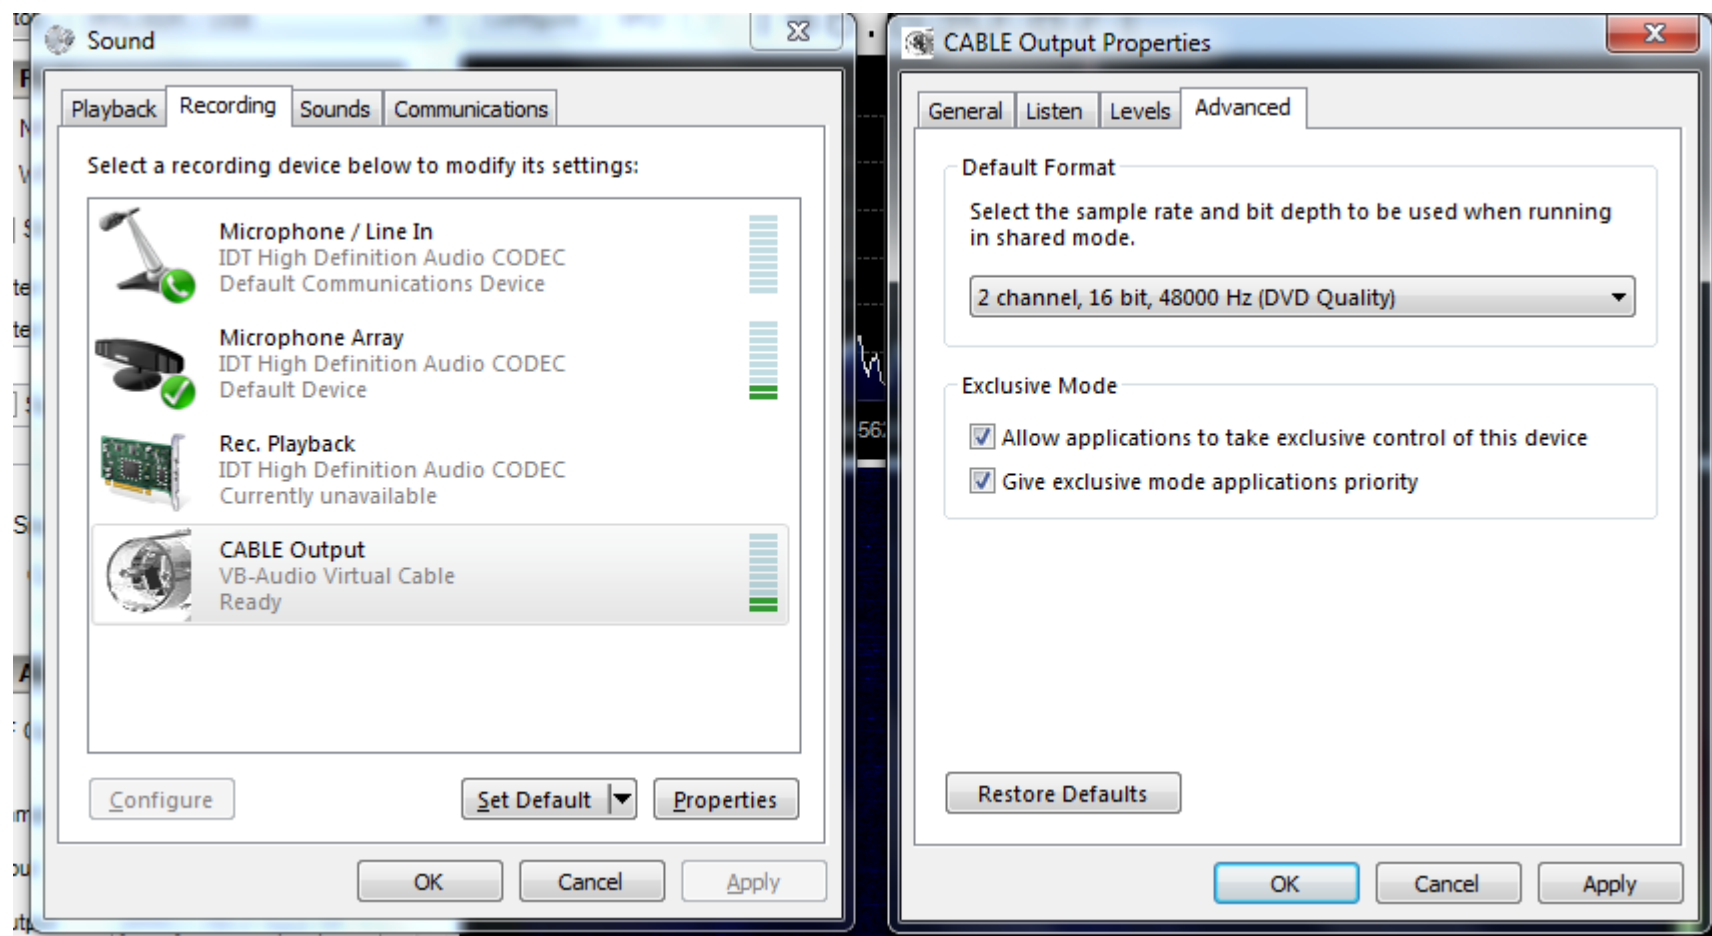 Sound
Playback
Recording
Sounds
Communications
Select a recording device below to modify its settings:
Microphone / Line In
IDT High Definition Audio CODEC
Default Communications Device
Microphone Array
IDT High Definition Audio CODEC
Default Device
Rec. Playback
IDT High Definition Audio CODEC
Currently unavailable
CABLE Output
VB-Audio Virtual Cable
Ready
Configure
Set Default
Properties
OK
Cancel
Apply
CABLE Output Properties
General
Listen
Levels
Advanced
Default Format
Select the sample rate and bit depth to be used when running
in shared mode.
2 channel, 16 bit, 48000 Hz (DVD Quality)
Exclusive Mode
Allow applications to take exclusive control of this device
Give exclusive mode applications priority
Restore Defaults
OK
Cancel
Apply